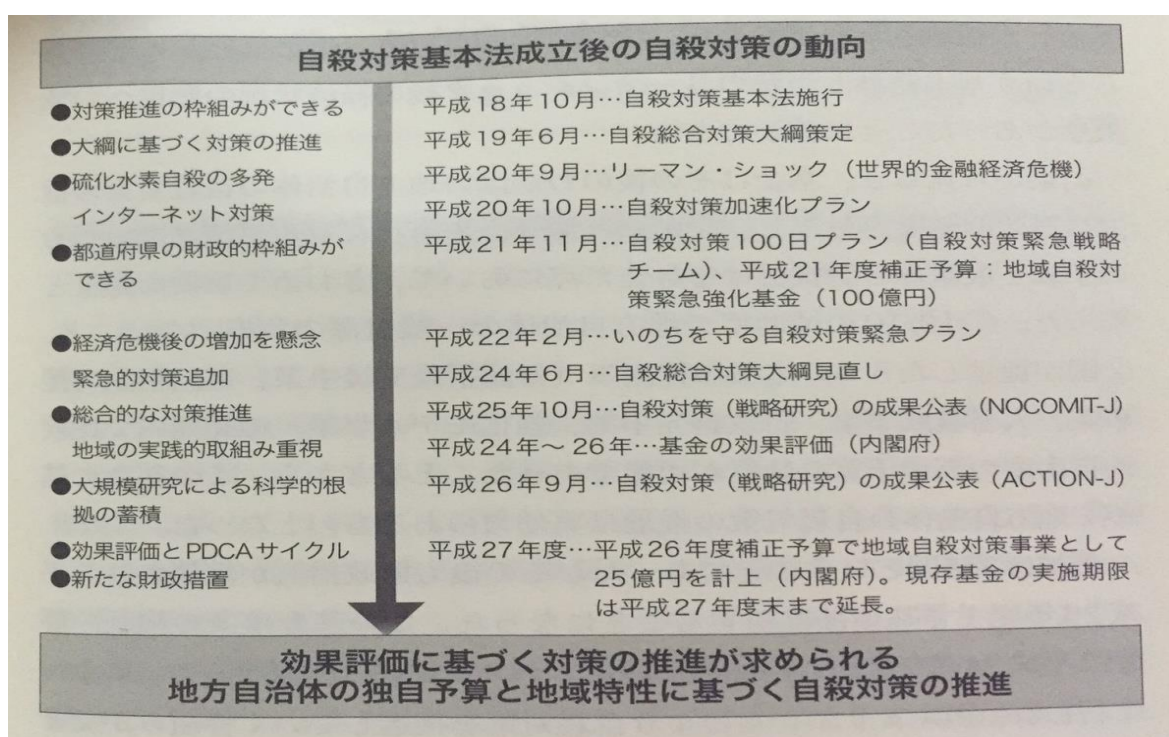 自殺対策基本法成立後の自殺対策の動向
●対策推進の枠組みができる
●大綱に基づく対策の推進
●硫化水素自殺の多発
インターネット対策
●都道府県の財政的枠組みが
できる
●経済危機後の増加を懸念
緊急的対策追加
●総合的な対策推進
地域の実践的取組み重視
●大規模研究による科学的根
拠の蓄積
●効果評価とPDCAサイクル
●新たな財政措置
平成18年10月…自殺対策基本法施行
平成19年6月…自殺総合対策大綱策定
平成20年9月…リーマン・ショック（世界的金融経済危機）
平成20年10月…自殺対策加速化プラン
平成21年11月…自殺対策100日プラン（自殺対策緊急戦略
チーム）、平成21年度補正予算：地域自殺対
策緊急強化基金（100億円）
平成22年2月…いのちを守る自殺対策緊急プラン
平成24年6月…自殺総合対策大綱見直し
平成25年10月…自殺対策（戦略研究）の成果公表（NOCOMIT-J）
平成24年～26年…基金の効果評価（内閣府）
平成26年9月…自殺対策（戦略研究）の成果公表（ACTION-J）
平成27年度…平成26年度補正予算で地域自殺対策事業として
25億円を計上（内閣府）。現存基金の実施期限
は平成27年度末まで延長。
効果評価に基づく対策の推進が求められる
地方自治体の独自予算と地域特性に基づく自殺対策の推進